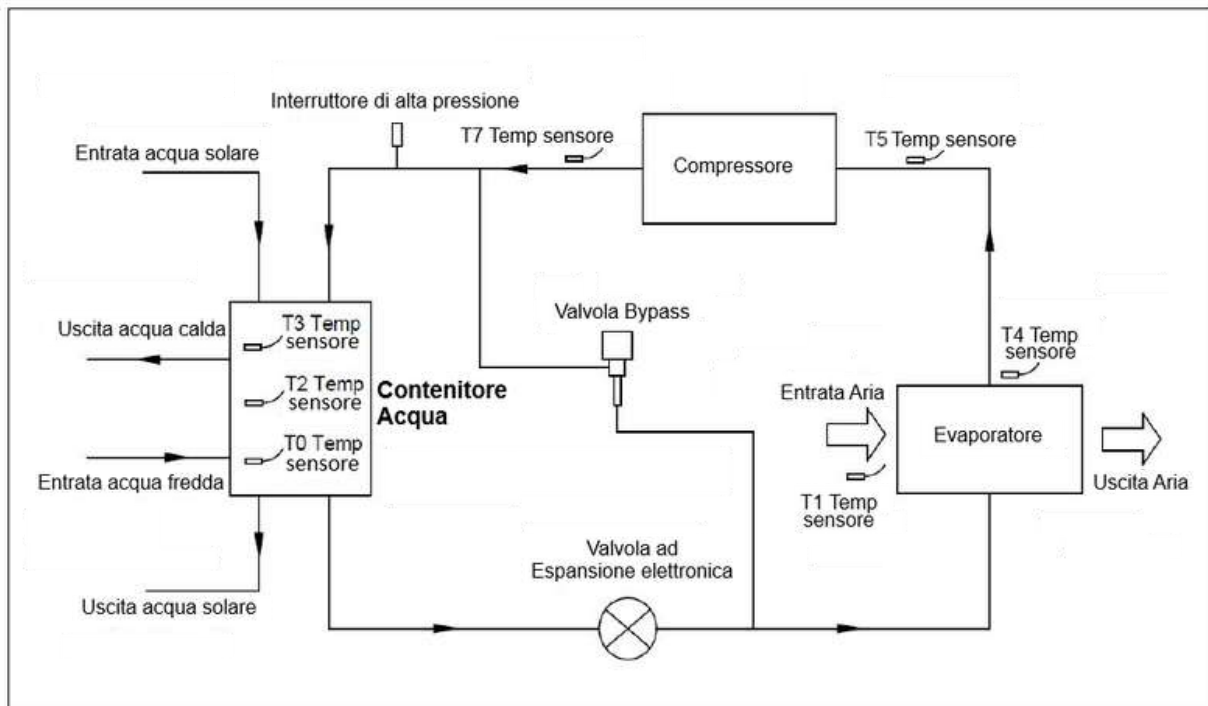 Interruttore di alta pressione
T7 Temp sensore
Compressore
T5 Temp sensore
Entrata acqua solare
Uscita acqua calda
T3 Temp
sensore
T2 Temp
sensore
Contenitore
Acqua
T0 Temp
sensore
Entrata acqua fredda
Uscita acqua solare
Valvola Bypass
Valvola ad
Espansione elettronica
T4 Temp
sensore
Entrata Aria
Evaporatore
Uscita Aria
T1 Temp
sensore